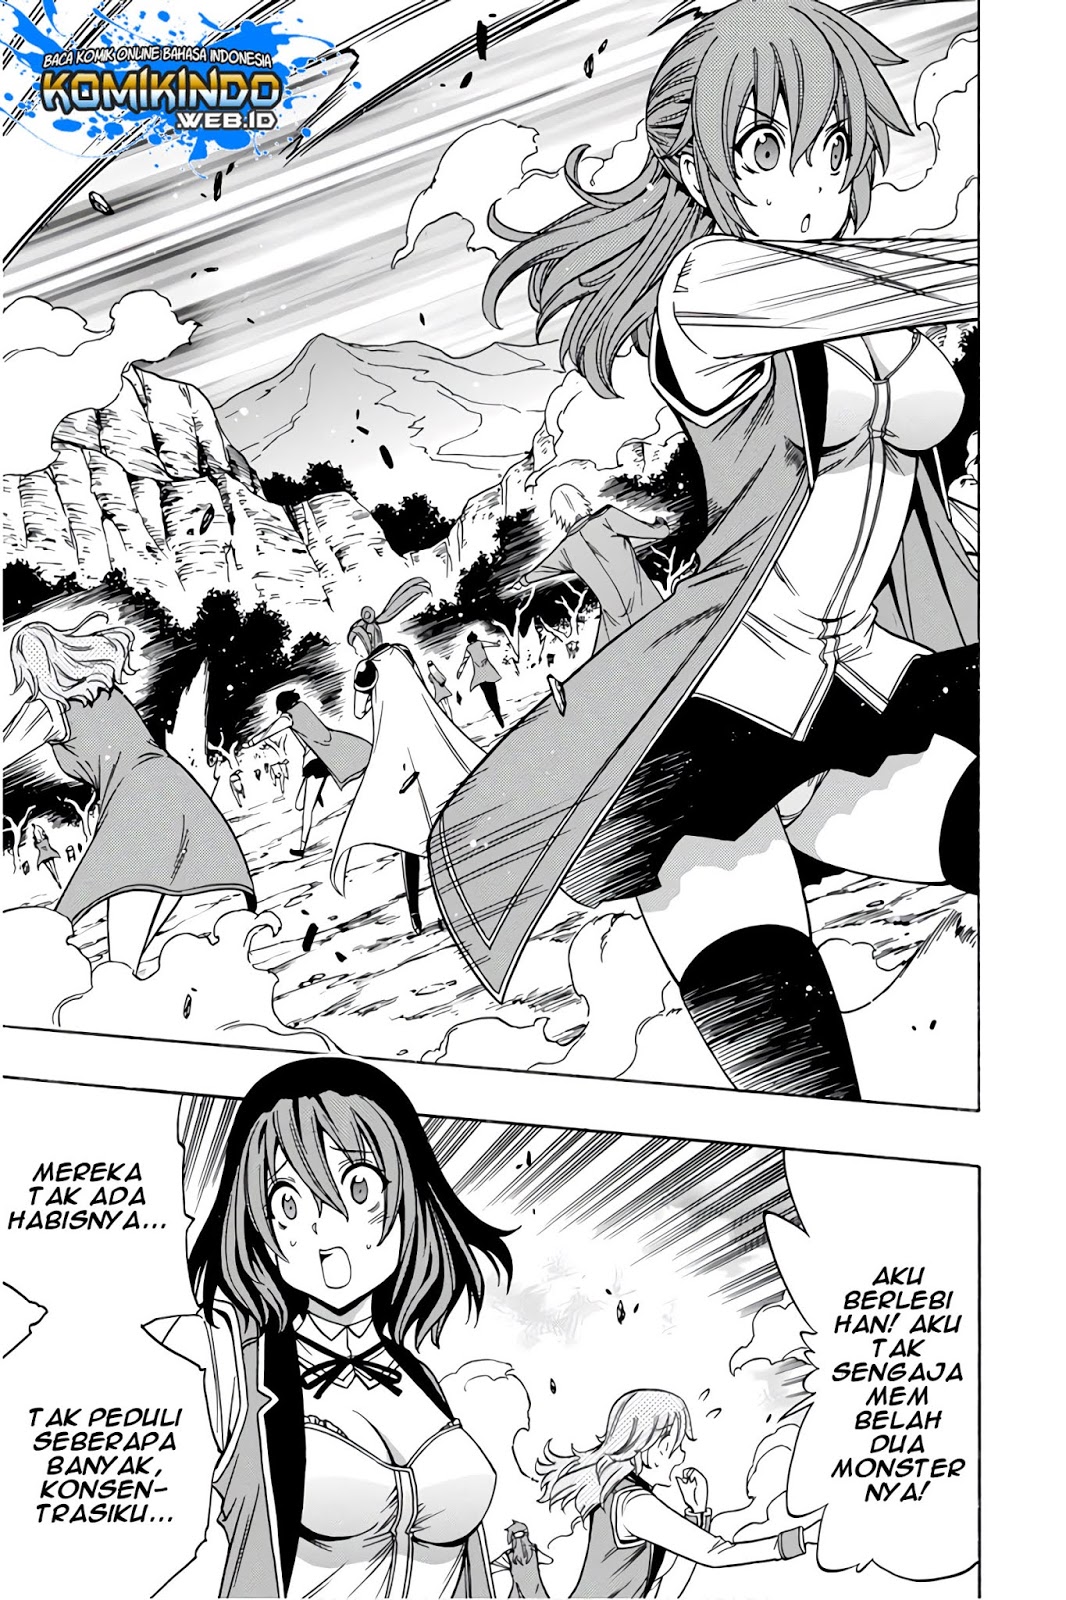 BACA KOMIK ONLINE BAHASA INDONESIA
KOMIKINDO
.WEB.ID
AKU
BERLEBI
HAN! AKU
TAK
SENGAJA
MEM
BELAH
DUA
MONSTER
NYA!
MEREKA
TAK ADA
HABISNYA...
TAK PEDULI
SEBERAPA
BANYAK,
KONSEN-
TRASIKU...